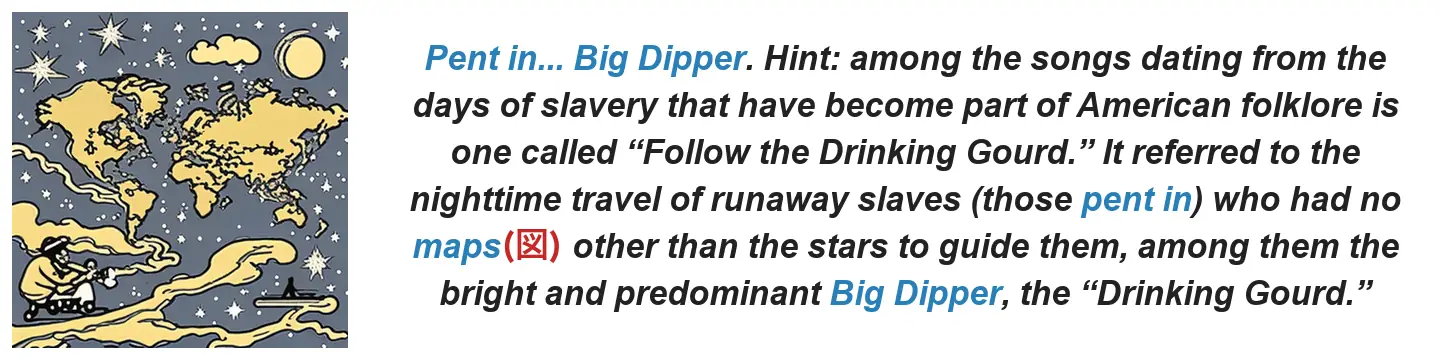 Pent in... Big Dipper. Hint: among the songs dating from the
days of slavery that have become part of American folklore is
one called “Follow the Drinking Gourd.” It referred to the
nighttime travel of runaway slaves (those pent in) who had no
maps(図) other than the stars to guide them, among them the
bright and predominant Big Dipper, the “Drinking Gourd.”